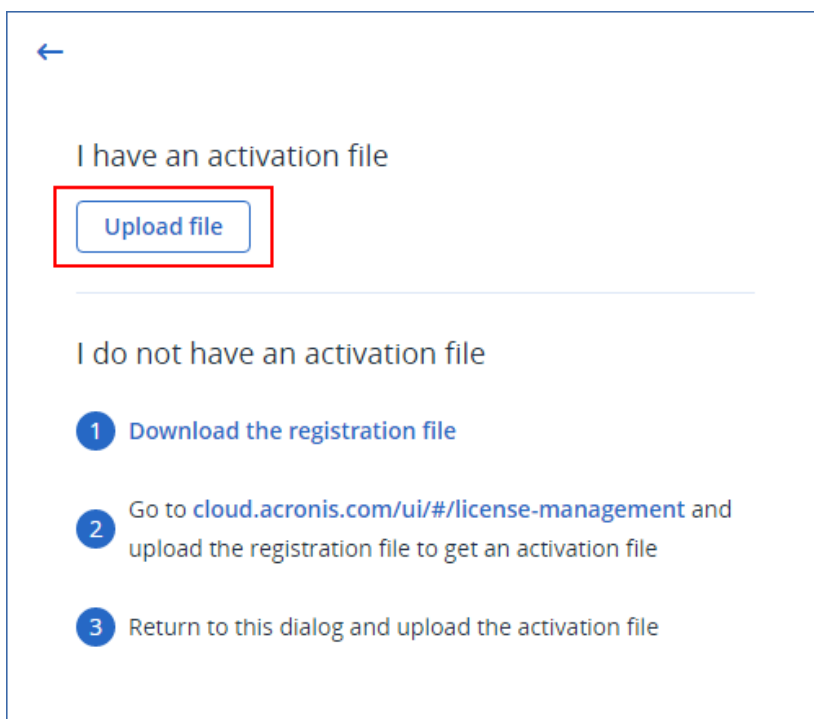 I have an activation file
Upload file
I do not have an activation file
1 Download the registration file
2 Go to cloud.acronis.com/ui/#/license-management and
upload the registration file to get an activation file
3 Return to this dialog and upload the activation file